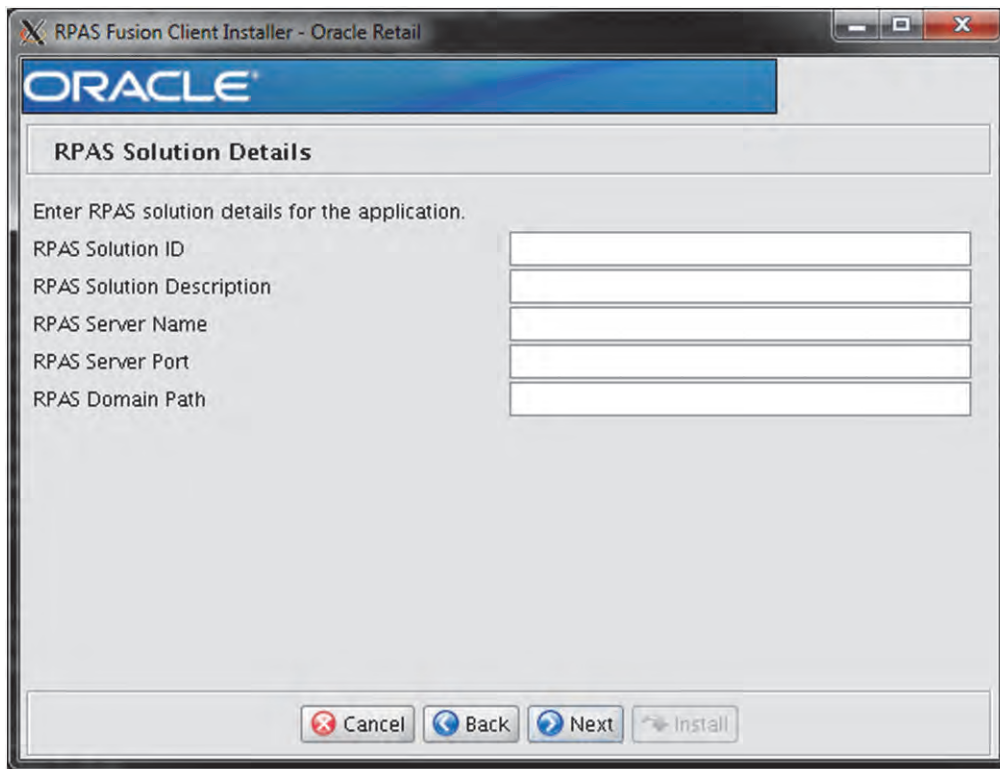 RPAS Fusion Client Installer - Oracle Retail
ORACLE®
RPAS Solution Details
Enter RPAS solution details for the application.
RPAS Solution ID
RPAS Solution Description
RPAS Server Name
RPAS Server Port
RPAS Domain Path
Cancel Back Next Install